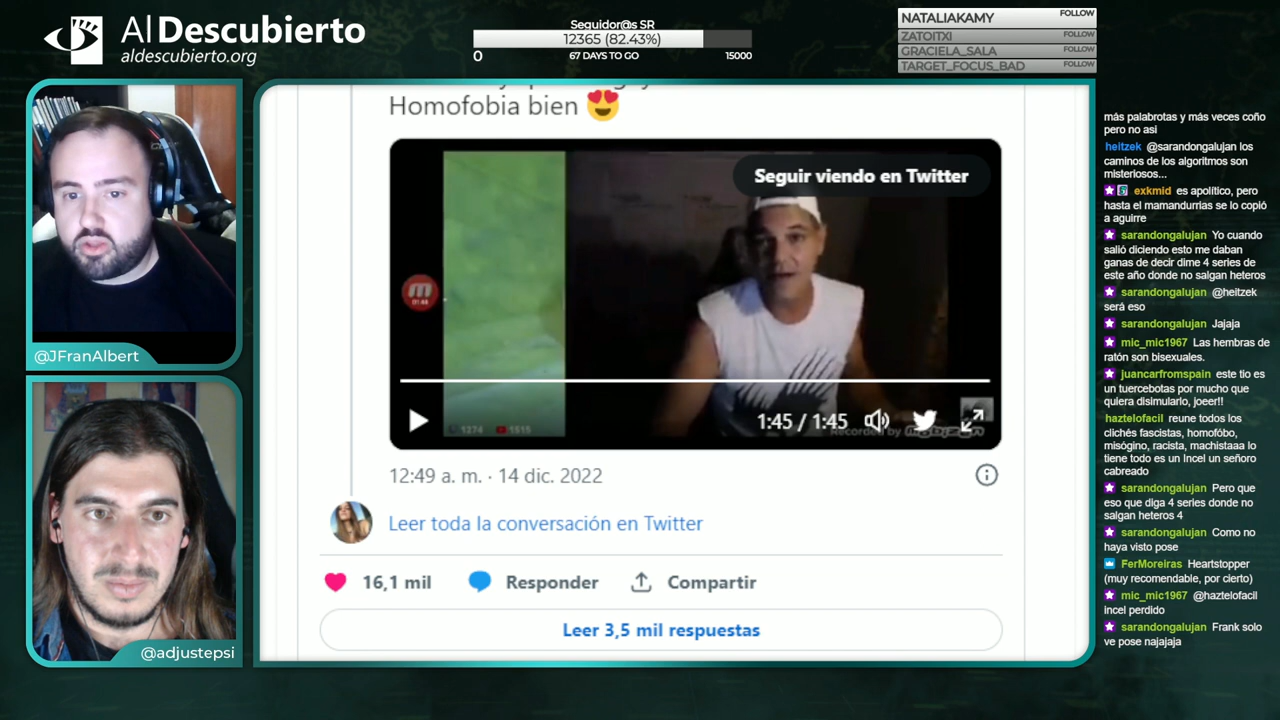 Al Descubierto
aldescubierto.org
Seguidor@s SR
12365 (82.43%)
0
67 DAYS TO GO
15000
NATALIAKAMY FOLLOW
ZATOITXI FOLLOW
GRACIELA_SALA FOLLOW
TARGET_FOCUS_BAD FOLLOW
@JFranAlbert
@adjustepsi
Homofobia bien 😍
Seguir viendo en Twitter
1:45 / 1:45
1274 1515
Recorded by
12:49 a. m. · 14 dic. 2022
Leer toda la conversación en Twitter
16,1 mil Responder Compartir
Leer 3,5 mil respuestas
más palabrotas y más veces coño
pero no asi
heitzek @sarandongalujan los
caminos de los algoritmos son
misteriosos...
exkmid es apolítico, pero
hasta el mamandurrias se lo copió
a aguirre
sarandongalujan Yo cuando
salió diciendo esto me daban
ganas de decir dime 4 series de
este año donde no salgan heteros
sarandongalujan @heitzek
será eso
sarandongalujan Jajaja
mic_mic1967 Las hembras de
ratón son bisexuales.
juancarfromspain este tio es
un tuercebotas por mucho que
quiera disimularlo, joeer!!
haztelofacil reune todos los
clichés fascistas, homofóbo,
misógino, racista, machistaaa lo
tiene todo es un Incel un señoro
cabreado
sarandongalujan Pero que
eso que diga 4 series donde no
salgan heteros 4
sarandongalujan Como no
haya visto pose
FerMoreiras Heartstopper
(muy recomendable, por cierto)
mic_mic1967 @haztelofacil
incel perdido
sarandongalujan Frank solo
ve pose najajaja